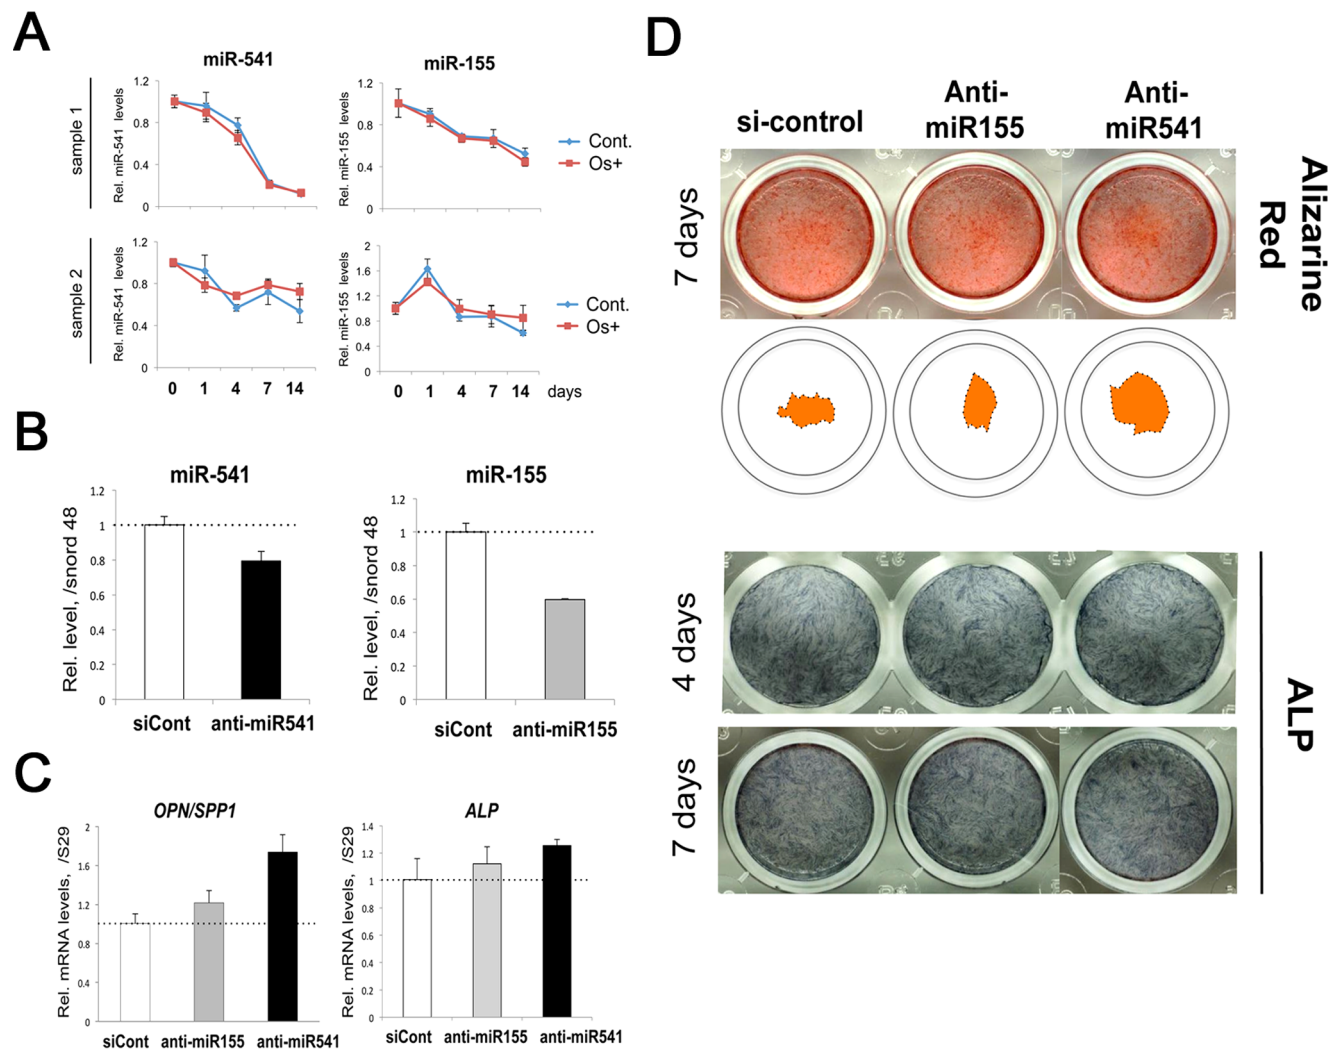 A
miR-541
miR-155
sample 1
Rel. miR-541 levels
1.2
1.0
0.8
0.4
0
Rel. miR-155 levels
1.2
1.0
0.8
0.4
0
Cont.
Os+
sample 2
Rel. miR-541 levels
1.2
1.0
0.8
0.4
0
Rel. miR-155 levels
2
1.6
1.2
0.8
0.4
0
Cont.
Os+
0 1 4 7 14
0 1 4 7 14 days
B
miR-541
Rel. level, /snord 48
1.2
1
0.8
0.6
0.4
0.2
0
siCont anti-miR541
miR-155
Rel. level, /snord 48
1.2
1
0.8
0.6
0.4
0.2
0
siCont anti-miR155
C
OPN/SPP1
Rel. mRNA levels, /S29
2
1.6
1.2
0.8
0.4
0
siCont anti-miR155 anti-miR541
ALP
Rel. mRNA levels, /S29
1.4
1.2
1
0.8
0.6
0.4
0.2
0
siCont anti-miR155 anti-miR541
D
si-control
Anti-
miR155
Anti-
miR541
7 days
Alizarine
Red
4 days
7 days
ALP